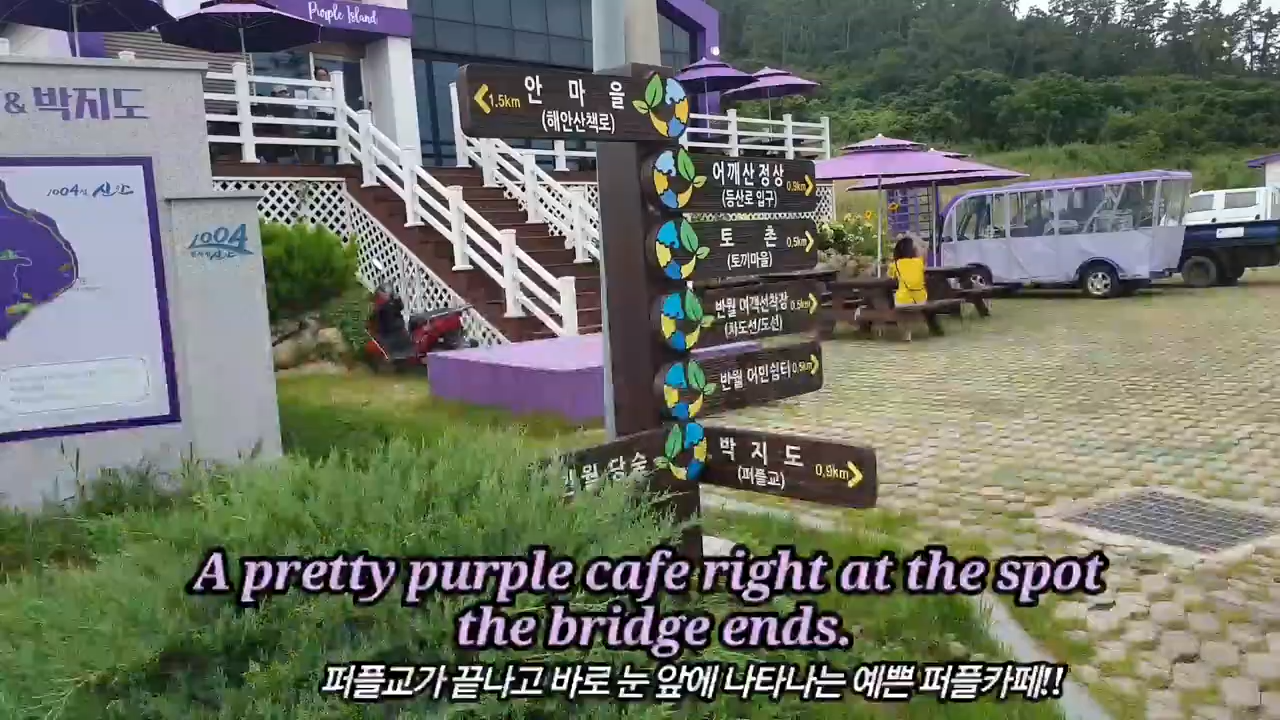 Purple Island
& 박지도
1004섬 신안
1004
섬 신안
1.5km 안 마 을
(해안산책로)
어깨산정상 0.9km
(등산로 입구)
토 촌 0.5km
(토끼마을)
반월 여객선착장 0.5km
(차도선/도선)
반월 어민쉼터 0.5km
월 당숲
박 지 도 0.9km
(퍼플교)
A pretty purple cafe right at the spot
the bridge ends.
퍼플교가 끝나고 바로 눈 앞에 나타나는 예쁜 퍼플카페!!